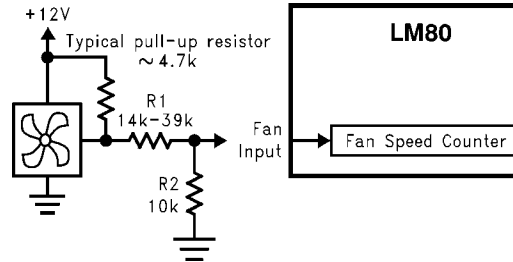 +12V
Typical pull-up resistor
~4.7k
R1
14k-39k
R2
10k
Fan
Input
LM80
Fan Speed Counter